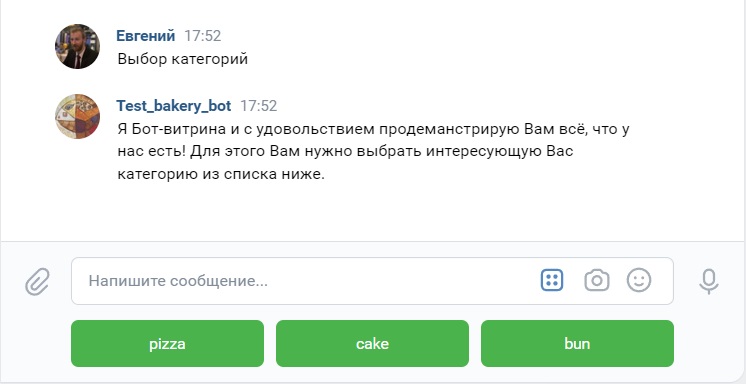 Евгений 17:52
Выбор категорий
Test_bakery_bot 17:52
Я Бот-витрина и с удовольствием продеманстрирую Вам всё, что у
нас есть! Для этого Вам нужно выбрать интересующую Вас
категорию из списка ниже.
Напишите сообщение...
pizza cake bun